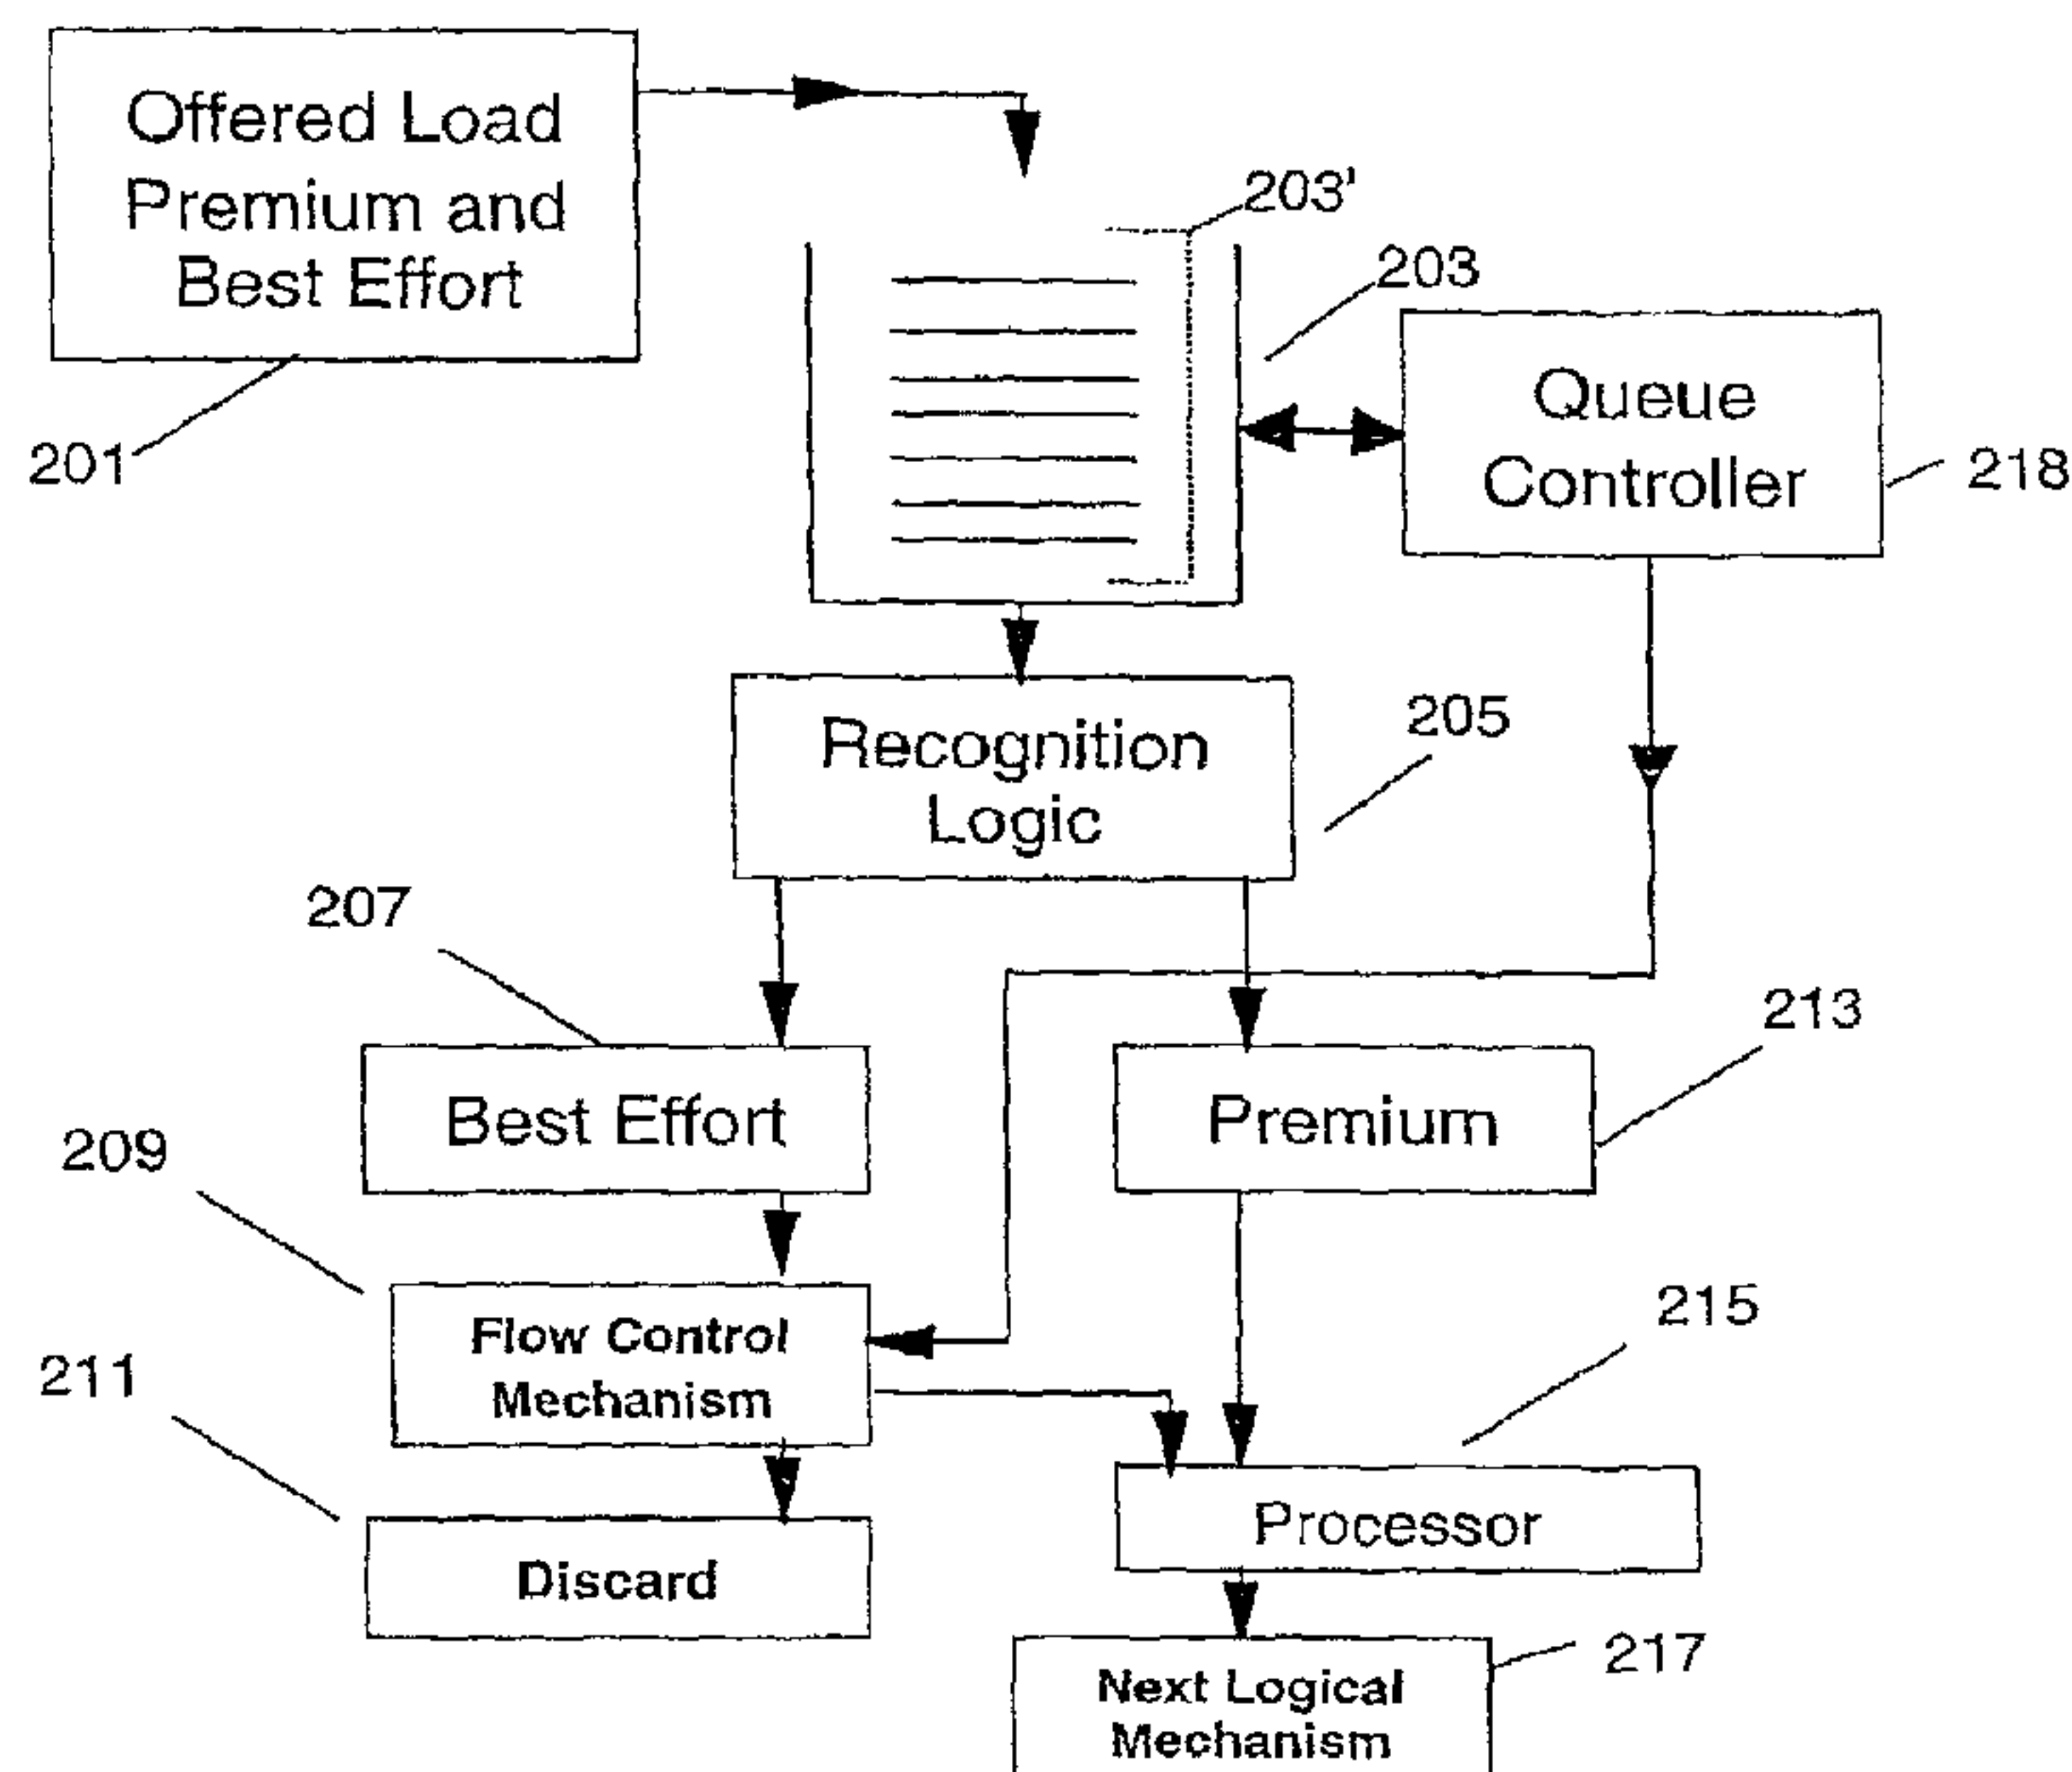 Offered Load
Premium and
Best Effort
201
203'
203
Queue
Controller
218
Recognition
Logic
205
207
Best Effort
Premium
213
209
Flow Control
Mechanism
211
215
Discard
Processor
Next Logical
Mechanism
217